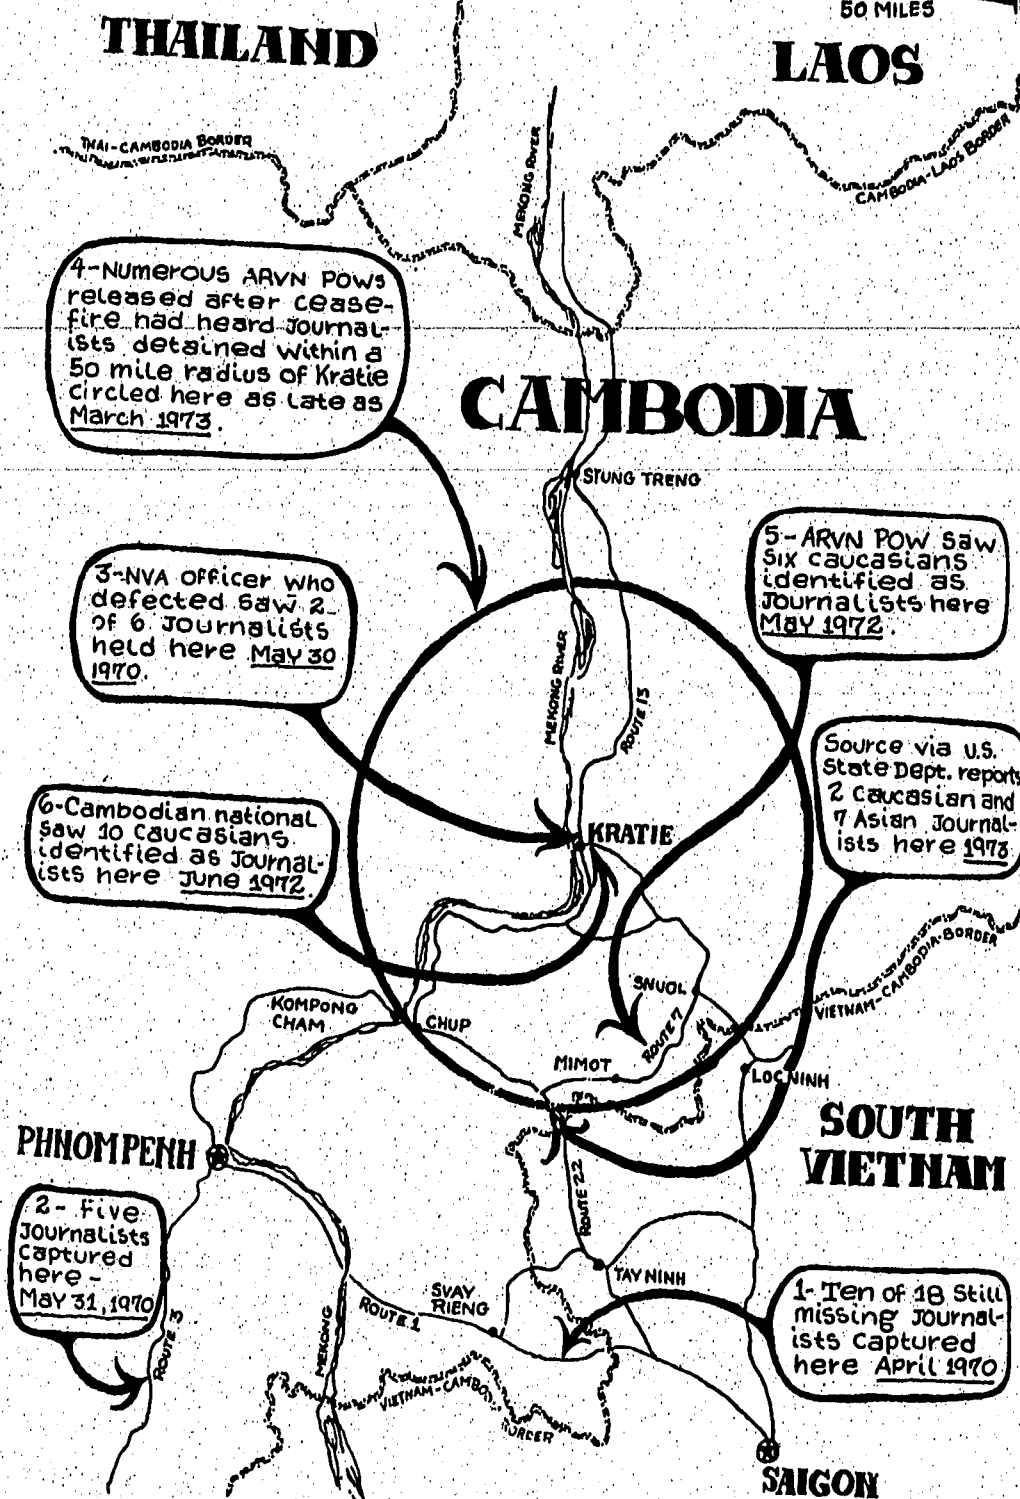 50 MILES
THAILAND
LAOS
THAI-CAMBODIA BORDER
MEKONG RIVER
CAMBODIA-LAOS BORDER
4-NUMEROUS ARVN POWs
released after cease-
fire had heard Journal-
ists detained within a
50 mile radius of Kratie
circled here as late as
March 1973.
CAMBODIA
STUNG TRENG
5-ARVN POW saw
six caucasians
identified as
Journalists here
May 1972.
3-NVA officer who
defected saw 2
of 6 Journalists
held here May 30
1970.
MEKONG RIVER
ROUTE 13
Source via U.S.
State Dept. reports
2 Caucasian and
7 Asian Journal-
ists here 1973
6-Cambodian national
saw 10 Caucasians
identified as Journal-
ists here June 1972.
KRATIE
VIETNAM-CAMBODIA-BORDER
SNUOL
KOMPONG
CHAM
CHUP
ROUTE 7
MIMOT
LOC NINH
SOUTH
VIETNAM
PHNOM PENH
ROUTE 22
2- Five
Journalists
captured
here -
May 31, 1970
ROUTE 3
TAY NINH
SVAY
RIENG
ROUTE 1
MEKONG
1- Ten of 18 still
missing Journal-
ists captured
here April 1970
VIETNAM-CAMBODIA
BORDER
SAIGON